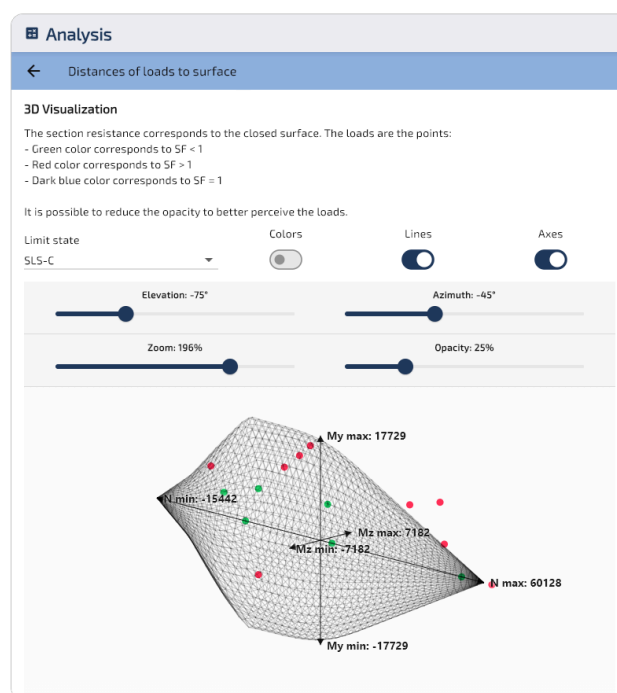 Analysis
Distances of loads to surface
3D Visualization
The section resistance corresponds to the closed surface. The loads are the points:
- Green color corresponds to SF < 1
- Red color corresponds to SF > 1
- Dark blue color corresponds to SF = 1
It is possible to reduce the opacity to better perceive the loads.
Limit state
SLS-C
Colors
Lines
Axes
Elevation: -75°
Azimuth: -45°
Zoom: 196%
Opacity: 25%
My max: 17729
N min: -15442
Mz max: 7182
Mz min: -7182
N max: 60128
My min: -17729